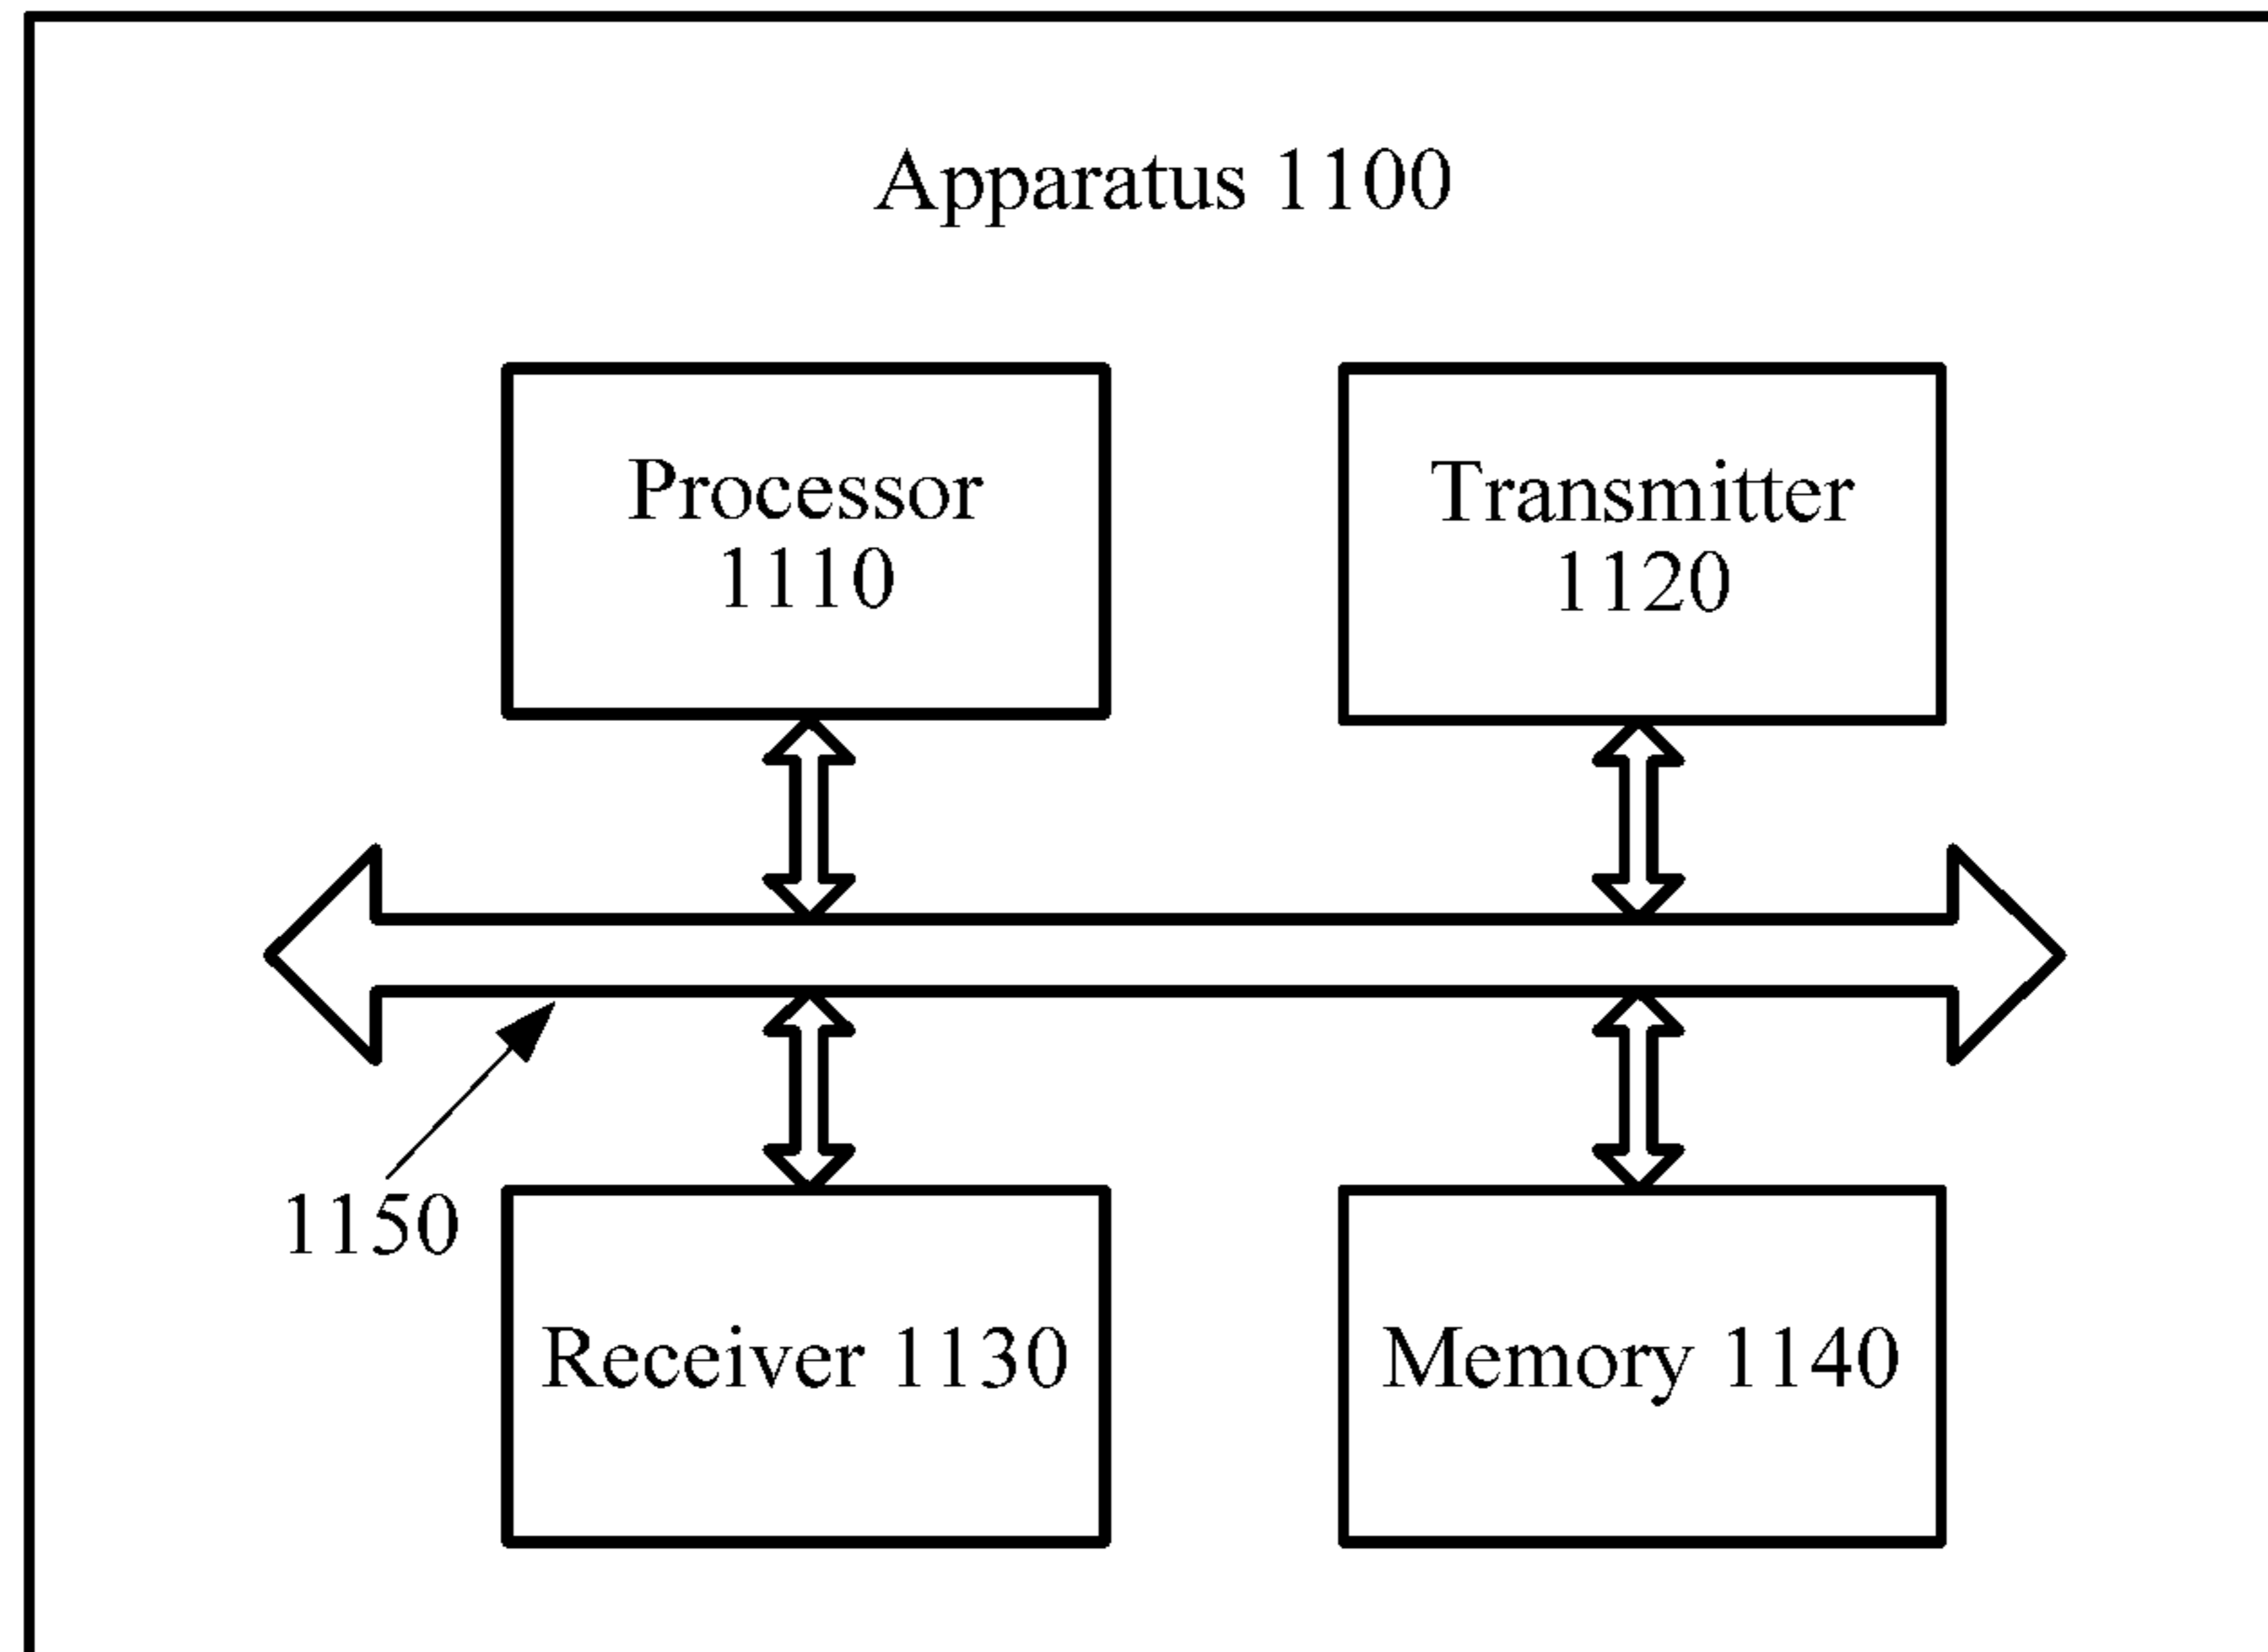 Apparatus 1100
Processor
1110
Transmitter
1120
1150
Receiver 1130
Memory 1140